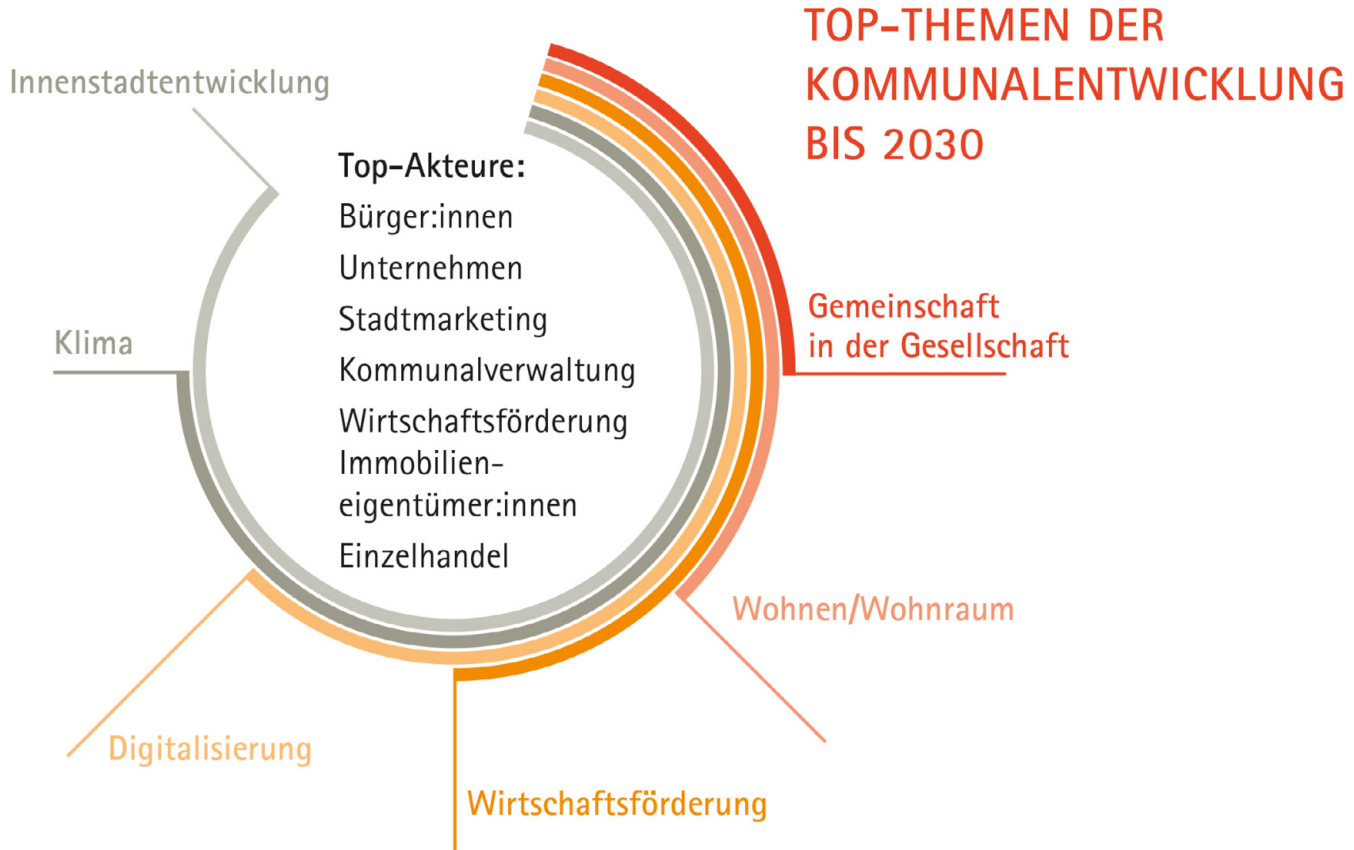 TOP-THEMEN DER
KOMMUNALENTWICKLUNG
BIS 2030
Innenstadtentwicklung
Top-Akteure:
Bürger:innen
Unternehmen
Stadtmarketing
Kommunalverwaltung
Wirtschaftsförderung
Immobilien-
eigentümer:innen
Einzelhandel
Gemeinschaft
in der Gesellschaft
Klima
Wohnen/Wohnraum
Digitalisierung
Wirtschaftsförderung